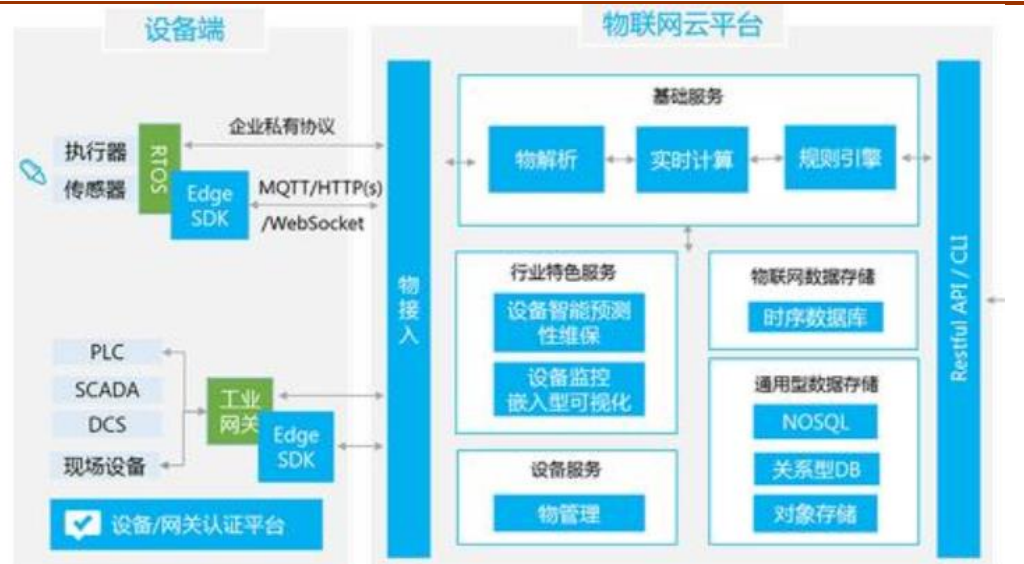 设备端
物联网云平台
执行器
传感器
RTOS
Edge
SDK
企业私有协议
MQTT/HTTP(s)
/WebSocket
PLC
SCADA
DCS
现场设备
工业
网关
Edge
SDK
设备/网关认证平台
物接入
基础服务
物解析
实时计算
规则引擎
行业特色服务
设备智能预测
性维保
设备监控
嵌入型可视化
设备服务
物管理
物联网数据存储
时序数据库
通用型数据存储
NOSQL
关系型DB
对象存储
Restful API / CLI